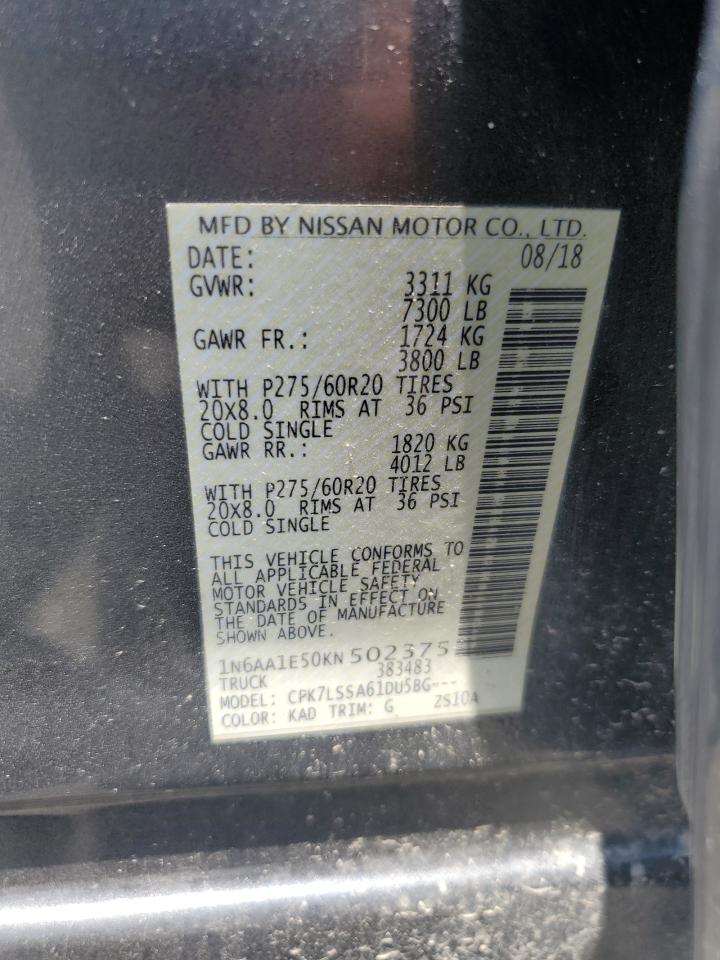 MFD BY NISSAN MOTOR CO., LTD.
DATE: 08/18
GVWR: 3311 KG
7300 LB
GAWR FR.: 1724 KG
3800 LB
WITH P275/60R20 TIRES
20X8.0 RIMS AT 36 PSI
COLD SINGLE
GAWR RR.: 1820 KG
4012 LB
WITH P275/60R20 TIRES
20X8.0 RIMS AT 36 PSI
COLD SINGLE
THIS VEHICLE CONFORMS TO
ALL APPLICABLE FEDERAL
MOTOR VEHICLE SAFETY
STANDARDS IN EFFECT ON
THE DATE OF MANUFACTURE
SHOWN ABOVE.
1N6AA1E50KN502375
TRUCK 383483
MODEL: CPK7LSSA61DU5BG---
COLOR: KAD TRIM: G ZS10A